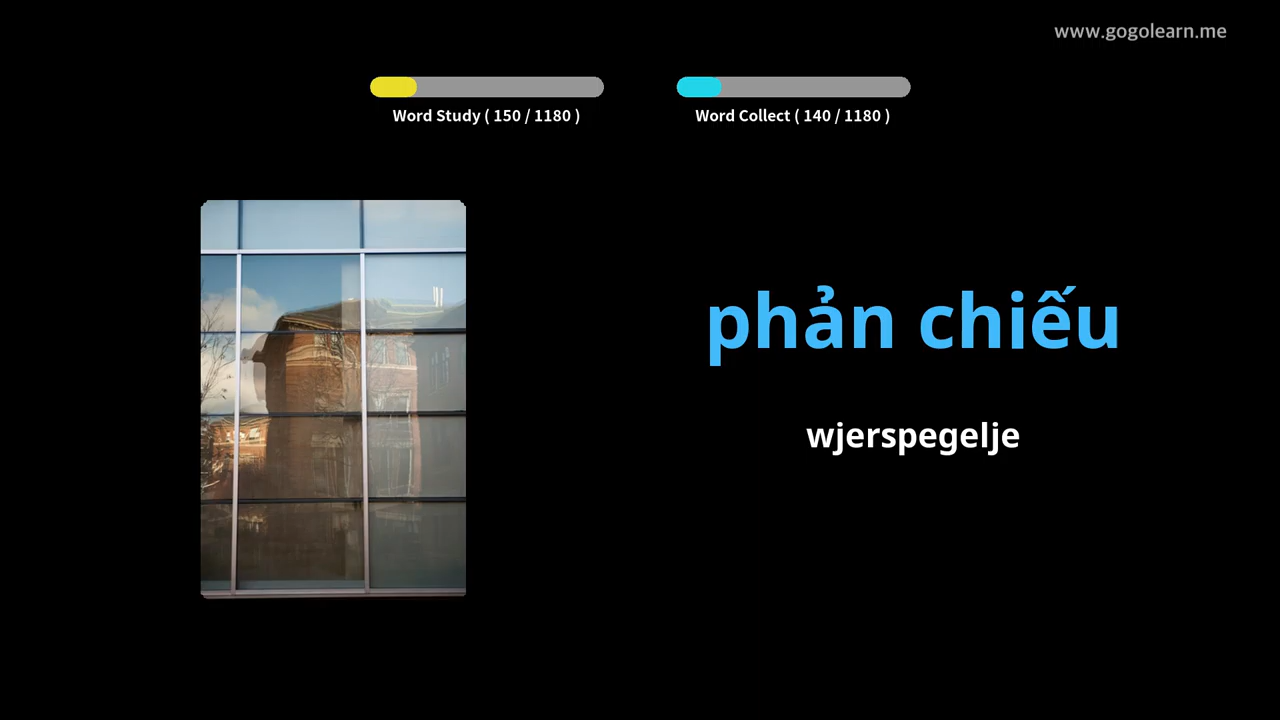 www.gogolearn.me
Word Study ( 150 / 1180 )
Word Collect ( 140 / 1180 )
phản chiếu
wjerspegelje